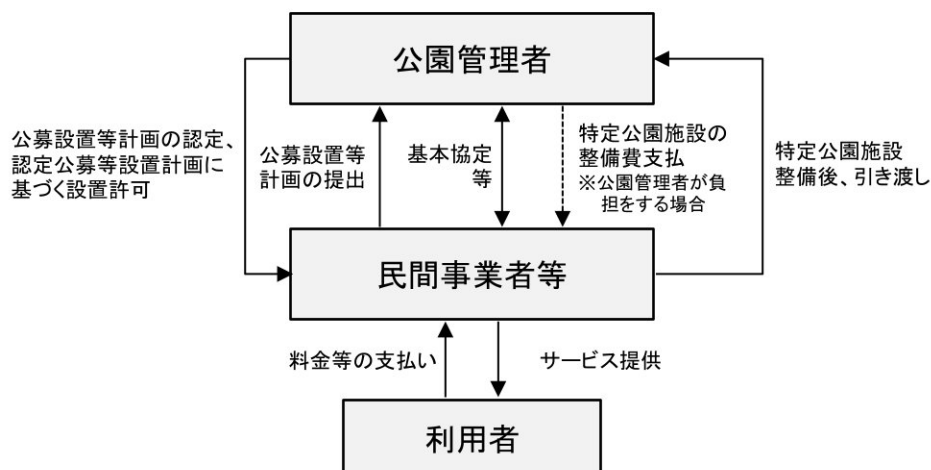 公園管理者
公募設置等計画の認定、
認定公募等設置計画に
基づく設置許可
公募設置等
計画の提出
基本協定
等
特定公園施設の
整備費支払
※公園管理者が負
担をする場合
特定公園施設
整備後、引き渡し
民間事業者等
料金等の支払い
サービス提供
利用者